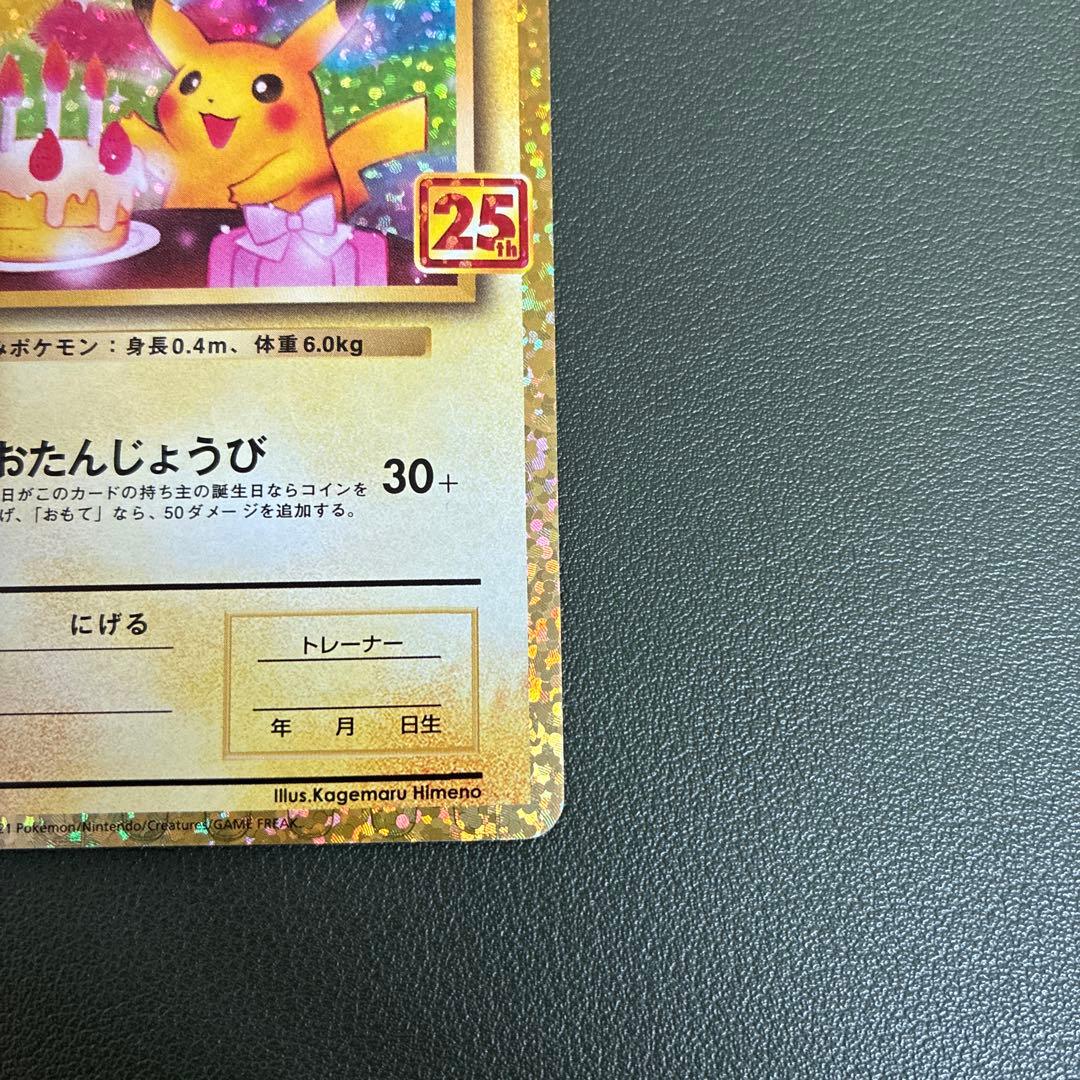 25th
みポケモン：身長0.4m、体重6.0kg
おたんじょうび
30+
日がこのカードの持ち主の誕生日ならコインを
げ、「おもて」なら、50ダメージを追加する。
にげる
トレーナー
年 月 日生
Illus.Kagemaru Himeno
21 Pokémon/Nintendo/Creatures/GAME FREAK.